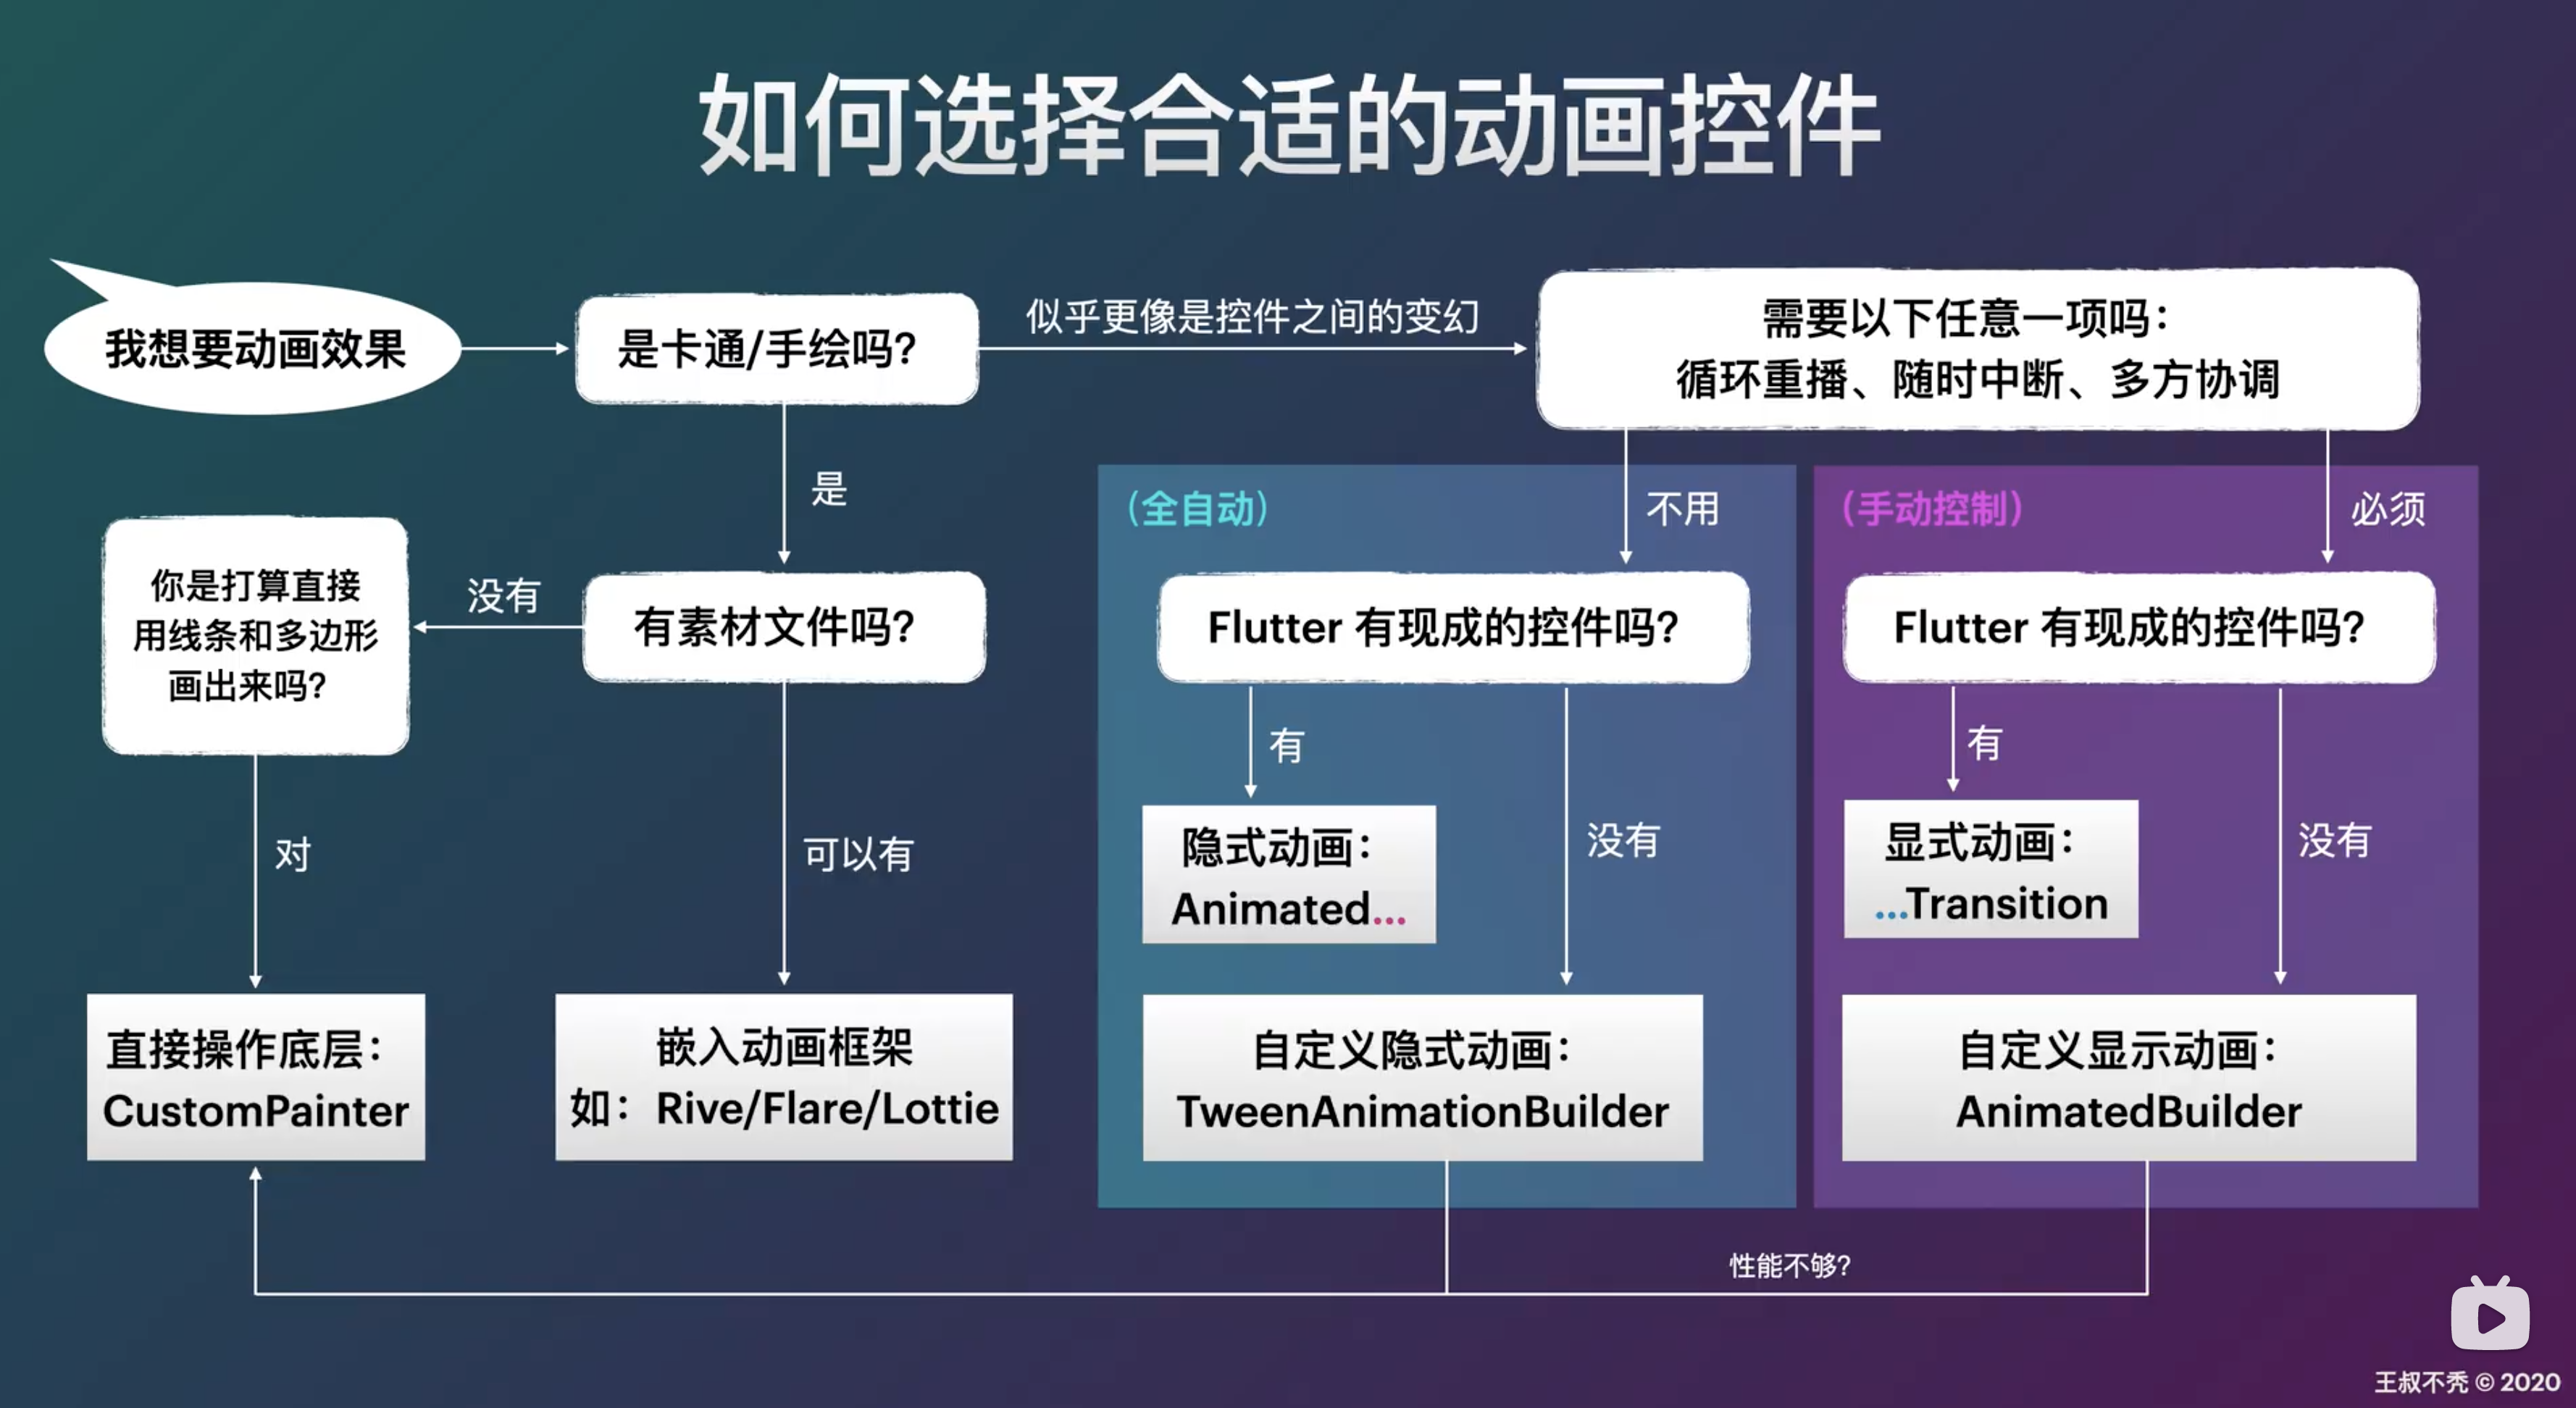 如何选择合适的动画控件
我想要动画效果
是卡通/手绘吗？
似乎更像是控件之间的变幻
需要以下任意一项吗：
循环重播、随时中断、多方协调
是
（全自动）
不用
（手动控制）
必须
你是打算直接
用线条和多边形
画出来吗？
没有
有素材文件吗？
Flutter 有现成的控件吗？
Flutter 有现成的控件吗？
有
有
对
可以有
隐式动画：
Animated...
没有
显式动画：
...Transition
没有
直接操作底层：
CustomPainter
嵌入动画框架
如：Rive/Flare/Lottie
自定义隐式动画：
TweenAnimationBuilder
自定义显示动画：
AnimatedBuilder
性能不够？
王叔不秃 © 2020